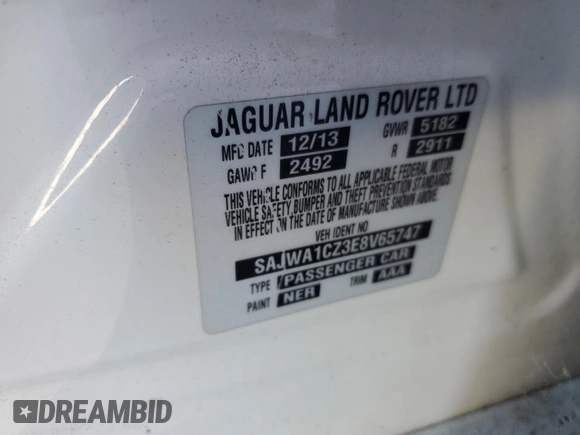 JAGUAR LAND ROVER LTD
MFD DATE 12/13 GVWR 5182
GAWR F 2492 R 2911
THIS VEHICLE CONFORMS TO ALL APPLICABLE FEDERAL MOTOR
VEHICLE SAFETY, BUMPER AND THEFT PREVENTION STANDARDS
IN EFFECT ON THE DATE OF MANUFACTURE SHOWN ABOVE.
VEH IDENT NO
SAJWA1CZ3E8V65747
TYPE PASSENGER CAR
PAINT NER TRIM AAA
DREAMBID